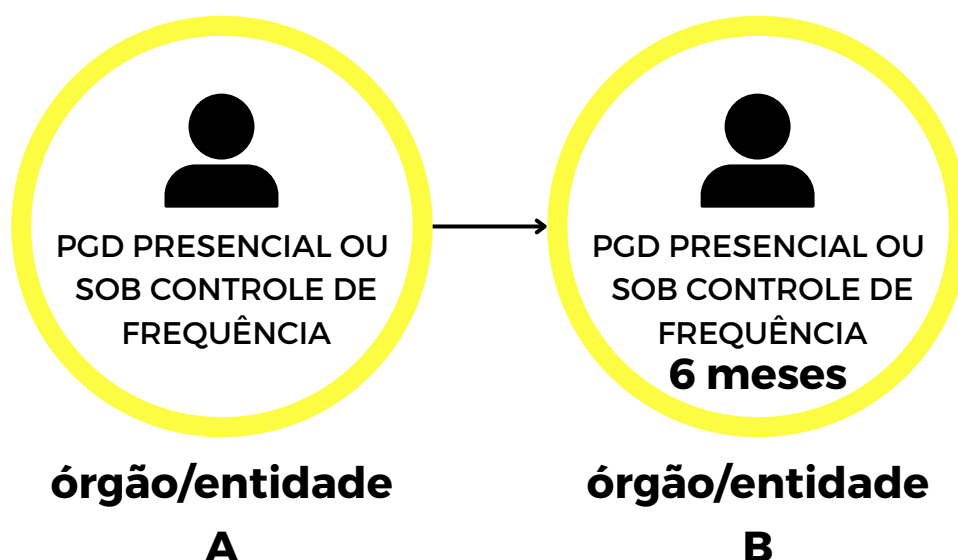 PGD PRESENCIAL OU
SOB CONTROLE DE
FREQUÊNCIA
órgão/entidade
A
PGD PRESENCIAL OU
SOB CONTROLE DE
FREQUÊNCIA
6 meses
órgão/entidade
B